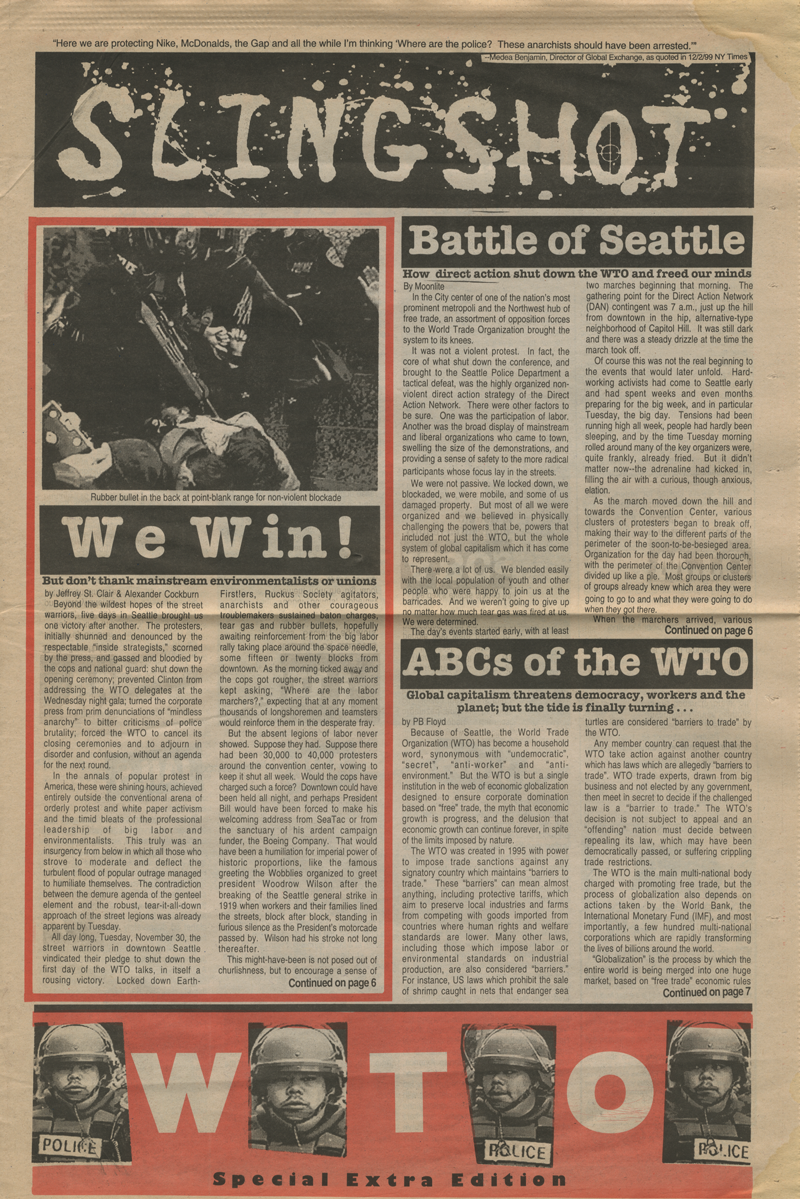 "Here we are protecting Nike, McDonalds, the Gap and all the while I'm thinking 'Where are the police? These anarchists should have been arrested.'"
--Medea Benjamin, Director of Global Exchange, as quoted in 12/2/99 NY Times
SLINGSHOT
Rubber bullet in the back at point-blank range for non-violent blockade
We Win!
But don't thank mainstream environmentalists or unions
by Jeffrey St. Clair & Alexander Cockburn
Beyond the wildest hopes of the street
warriors, five days in Seattle brought us
one victory after another. The protesters,
initially shunned and denounced by the
respectable "inside strategists," scorned
by the press, and gassed and bloodied by
the cops and national guard: shut down the
opening ceremony; prevented Clinton from
addressing the WTO delegates at the
Wednesday night gala; turned the corporate
press from prim denunciations of "mindless
anarchy" to bitter criticisms of police
brutality; forced the WTO to cancel its
closing ceremonies and to adjourn in
disorder and confusion, without an agenda
for the next round.
In the annals of popular protest in
America, these were shining hours, achieved
entirely outside the conventional arena of
orderly protest and white paper activism
and the timid bleats of the professional
leadership of big labor and
environmentalists. This truly was an
insurgency from below in which all those who
strove to moderate and deflect the
turbulent flood of popular outrage managed
to humiliate themselves. The contradiction
between the demure agenda of the genteel
element and the robust, tear-it-all-down
approach of the street legions was already
apparent by Tuesday.
All day long, Tuesday, November 30, the
street warriors in downtown Seattle
vindicated their pledge to shut down the
first day of the WTO talks, in itself a
rousing victory. Locked down Earth-
Firstlers, Ruckus Society agitators,
anarchists and other courageous
troublemakers sustained baton charges,
tear gas and rubber bullets, hopefully
awaiting reinforcement from the big labor
rally taking place around the space needle,
some fifteen or twenty blocks from
downtown. As the morning ticked away and
the cops got rougher, the street warriors
kept asking, "Where are the labor
marchers?," expecting that at any moment
thousands of longshoremen and teamsters
would reinforce them in the desperate fray.
But the absent legions of labor never
showed. Suppose they had. Suppose there
had been 30,000 to 40,000 protesters
around the convention center, vowing to
keep it shut all week. Would the cops have
charged such a force? Downtown could have
been held all night, and perhaps President
Bill would have been forced to make his
welcoming address from SeaTac or from
the sanctuary of his ardent campaign
funder, the Boeing Company. That would
have been a humiliation for imperial power of
historic proportions, like the famous
greeting the Wobblies organized to greet
president Woodrow Wilson after the
breaking of the Seattle general strike in
1919 when workers and their families lined
the streets, block after block, standing in
furious silence as the President's motorcade
passed by. Wilson had his stroke not long
thereafter.
This might-have-been is not posed out of
churlishness, but to encourage a sense of
Continued on page 6
Battle of Seattle
How direct action shut down the WTO and freed our minds
By Moonlite
In the City center of one of the nation's most
prominent metropoli and the Northwest hub of
free trade, an assortment of opposition forces
to the World Trade Organization brought the
system to its knees.
It was not a violent protest. In fact, the
core of what shut down the conference, and
brought to the Seattle Police Department a
tactical defeat, was the highly organized non-
violent direct action strategy of the Direct
Action Network. There were other factors to
be sure. One was the participation of labor.
Another was the broad display of mainstream
and liberal organizations who came to town,
swelling the size of the demonstrations, and
providing a sense of safety to the more radical
participants whose focus lay in the streets.
We were not passive. We locked down, we
blockaded, we were mobile, and some of us
damaged property. But most of all we were
organized and we believed in physically
challenging the powers that be, powers that
included not just the WTO, but the whole
system of global capitalism which it has come
to represent.
There were a lot of us. We blended easily
with the local population of youth and other
people who were happy to join us at the
barricades. And we weren't going to give up
no matter how much tear gas was fired at us.
We were determined.
The day's events started early, with at least
two marches beginning that morning. The
gathering point for the Direct Action Network
(DAN) contingent was 7 a.m., just up the hill
from downtown in the hip, alternative-type
neighborhood of Capitol Hill. It was still dark
and there was a steady drizzle at the time the
march took off.
Of course this was not the real beginning to
the events that would later unfold. Hard-
working activists had come to Seattle early
and had spent weeks and even months
preparing for the big week, and in particular
Tuesday, the big day. Tensions had been
running high all week, people had hardly been
sleeping, and by the time Tuesday morning
rolled around many of the key organizers were,
quite frankly, already fried. But it didn't
matter now--the adrenaline had kicked in,
filling the air with a curious, though anxious,
elation.
As the march moved down the hill and
towards the Convention Center, various
clusters of protesters began to break off,
making their way to the different parts of the
perimeter of the soon-to-be-besieged area.
Organization for the day had been thorough,
with the perimeter of the Convention Center
divided up like a pie. Most groups or clusters
of groups already knew which area they were
going to go to and what they were going to do
when they got there.
When the marchers arrived, various
Continued on page 6
ABCs of the WTO
Global capitalism threatens democracy, workers and the
planet; but the tide is finally turning . . .
by PB Floyd
Because of Seattle, the World Trade
Organization (WTO) has become a household
word, synonymous with "undemocratic",
"secret", "anti-worker" and "anti-
environment." But the WTO is but a single
institution in the web of economic globalization
designed to ensure corporate domination
based on "free" trade, the myth that economic
growth is progress, and the delusion that
economic growth can continue forever, in spite
of the limits imposed by nature.
The WTO was created in 1995 with power
to impose trade sanctions against any
signatory country which maintains "barriers to
trade." These "barriers" can mean almost
anything, including protective tariffs, which
aim to preserve local industries and farms
from competing with goods imported from
countries where human rights and welfare
standards are lower. Many other laws,
including those which impose labor or
environmental standards on industrial
production, are also considered "barriers."
For instance, US laws which prohibit the sale
of shrimp caught in nets that endanger sea
turtles are considered "barriers to trade" by
the WTO.
Any member country can request that the
WTO take action against another country
which has laws which are allegedly "barriers to
trade". WTO trade experts, drawn from big
business and not elected by any government,
then meet in secret to decide if the challenged
law is a "barrier to trade." The WTO's
decision is not subject to appeal and an
"offending" nation must decide between
repealing its law, which may have been
democratically passed, or suffering crippling
trade restrictions.
The WTO is the main multi-national body
charged with promoting free trade, but the
process of globalization also depends on
actions taken by the World Bank, the
International Monetary Fund (IMF), and most
importantly, a few hundred multi-national
corporations which are rapidly transforming
the lives of billions around the world.
"Globalization" is the process by which the
entire world is being merged into one huge
market, based on "free trade" economic rules
Continued on page 7
W T O
POLICE
POLICE
POLICE
Special Extra Edition